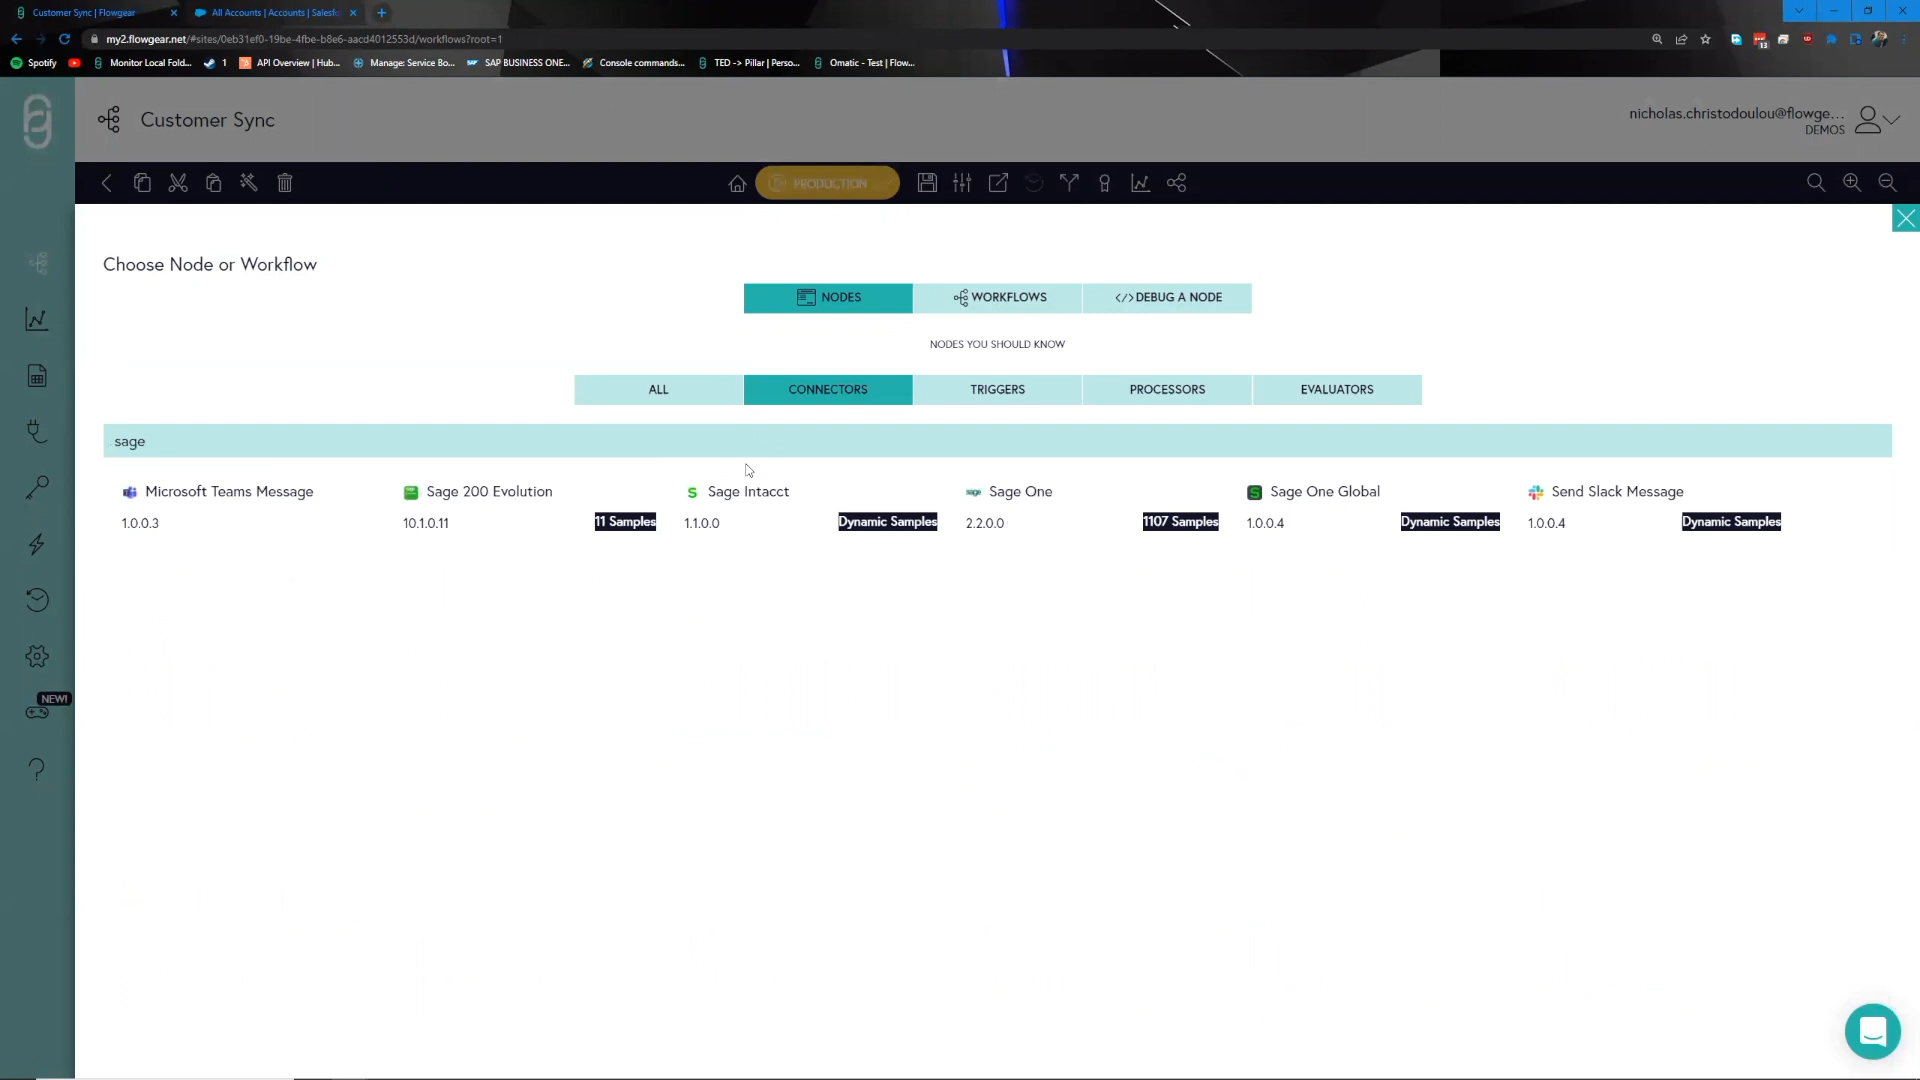 Customer Sync | Flowgear
All Accounts | Accounts | Salesfo
my2.flowgear.net/#sites/0eb31ef0-19be-4fbe-b8e6-aacd4012553d/workflows?root=1
13
Spotify
Monitor Local Fold...
1
API Overview | Hub...
Manage: Service Bo...
SAP BUSINESS ONE...
Console commands...
TED -> Pillar | Perso...
Omatic - Test | Flow...
Customer Sync
nicholas.christodoulou@flowge...
DEMOS
PRODUCTION
Choose Node or Workflow
NODES
WORKFLOWS
</> DEBUG A NODE
NODES YOU SHOULD KNOW
ALL
CONNECTORS
TRIGGERS
PROCESSORS
EVALUATORS
sage
Microsoft Teams Message
1.0.0.3
Sage 200 Evolution
10.1.0.11
11 Samples
Sage Intacct
1.1.0.0
Dynamic Samples
Sage One
2.2.0.0
1107 Samples
Sage One Global
1.0.0.4
Dynamic Samples
Send Slack Message
1.0.0.4
Dynamic Samples
NEW!